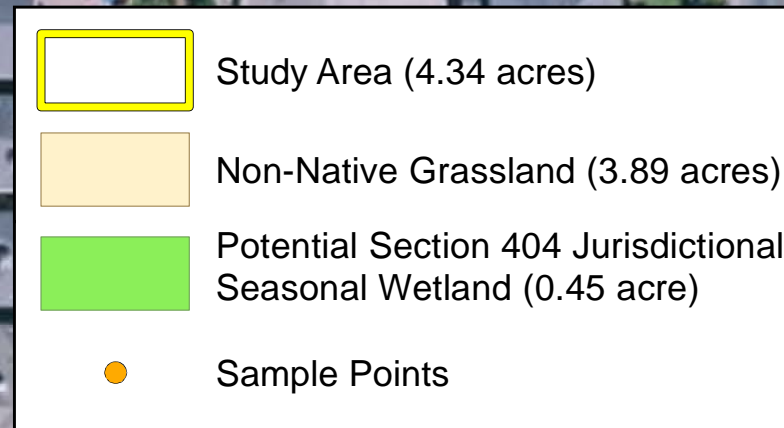 Study Area (4.34 acres)
Non-Native Grassland (3.89 acres)
Potential Section 404 Jurisdictional
Seasonal Wetland (0.45 acre)
Sample Points